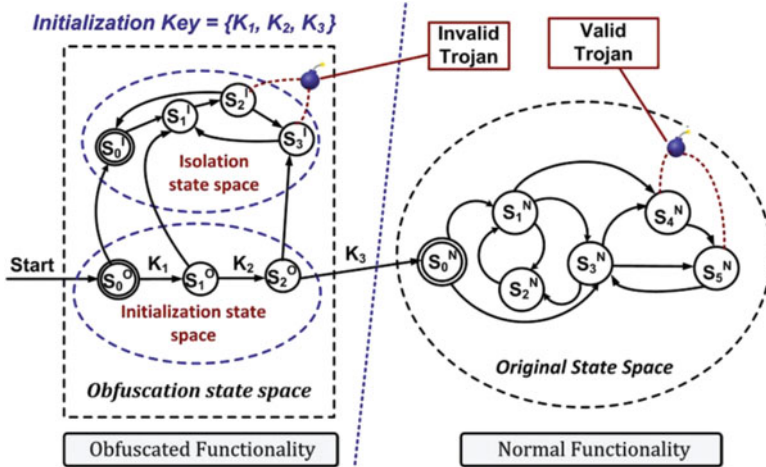 Initialization Key = {K₁, K₂, K₃}
Invalid
Trojan
Valid
Trojan
S₀ᴵ
S₁ᴵ
S₂ᴵ
S₃ᴵ
Isolation
state space
Start
S₀ᴼ
K₁
S₁ᴼ
K₂
S₂ᴼ
K₃
Initialization state
space
Obfuscation state space
S₀ᴺ
S₁ᴺ
S₂ᴺ
S₃ᴺ
S₄ᴺ
S₅ᴺ
Original State Space
Obfuscated Functionality
Normal Functionality